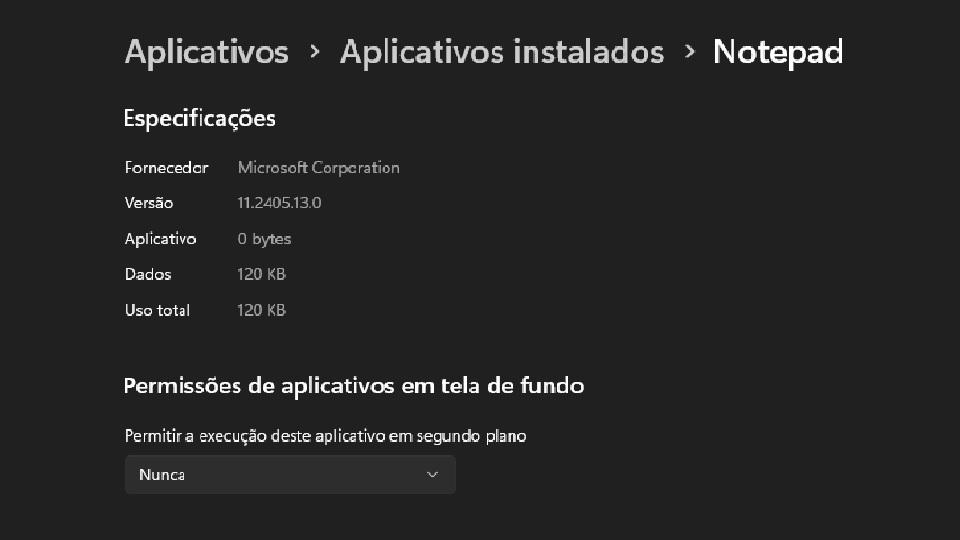 Aplicativos > Aplicativos instalados > Notepad
Especificações
Fornecedor Microsoft Corporation
Versão 11.2405.13.0
Aplicativo 0 bytes
Dados 120 KB
Uso total 120 KB
Permissões de aplicativos em tela de fundo
Permitir a execução deste aplicativo em segundo plano
Nunca